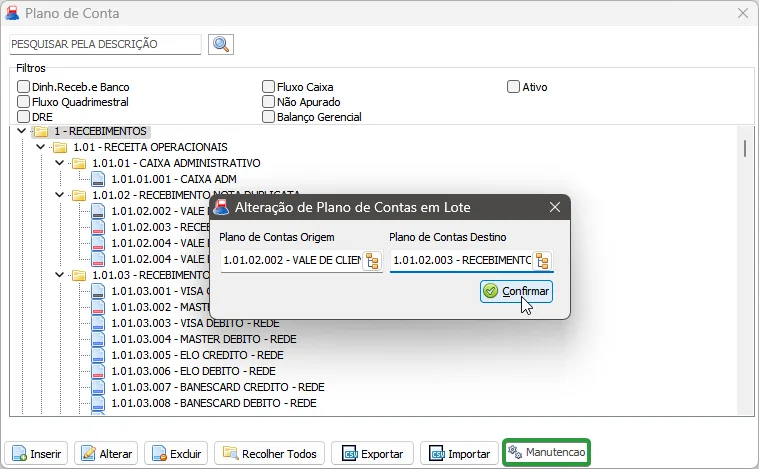 Plano de Conta
PESQUISAR PELA DESCRIÇÃO
Filtros
Dinh.Receb.e Banco
Fluxo Caixa
Ativo
Fluxo Quadrimestral
Não Apurado
DRE
Balanço Gerencial
1 - RECEBIMENTOS
1.01 - RECEITA OPERACIONAIS
1.01.01 - CAIXA ADMINISTRATIVO
1.01.01.001 - CAIXA ADM
1.01.02 - RECEBIMENTO NOTA DUPLICATA
1.01.02.002 - VALE D
1.01.02.003 - RECEB
1.01.02.004 - VALE
1.01.02.004 - VALE
1.01.03 - RECEBIMENTO
1.01.03.001 - VISA
1.01.03.002 - MAST
1.01.03.003 - VISA DEBITO - REDE
1.01.03.004 - MASTER DEBITO - REDE
1.01.03.005 - ELO CREDITO - REDE
1.01.03.006 - ELO DEBITO - REDE
1.01.03.007 - BANESCARD CREDITO - REDE
1.01.03.008 - BANESCARD DEBITO - REDE
Alteração de Plano de Contas em Lote
Plano de Contas Origem
Plano de Contas Destino
1.01.02.002 - VALE DE CLIEN
1.01.02.003 - RECEBIMENTO
Confirmar
Inserir
Alterar
Excluir
Recolher Todos
CSV Exportar
CSV Importar
Manutencao